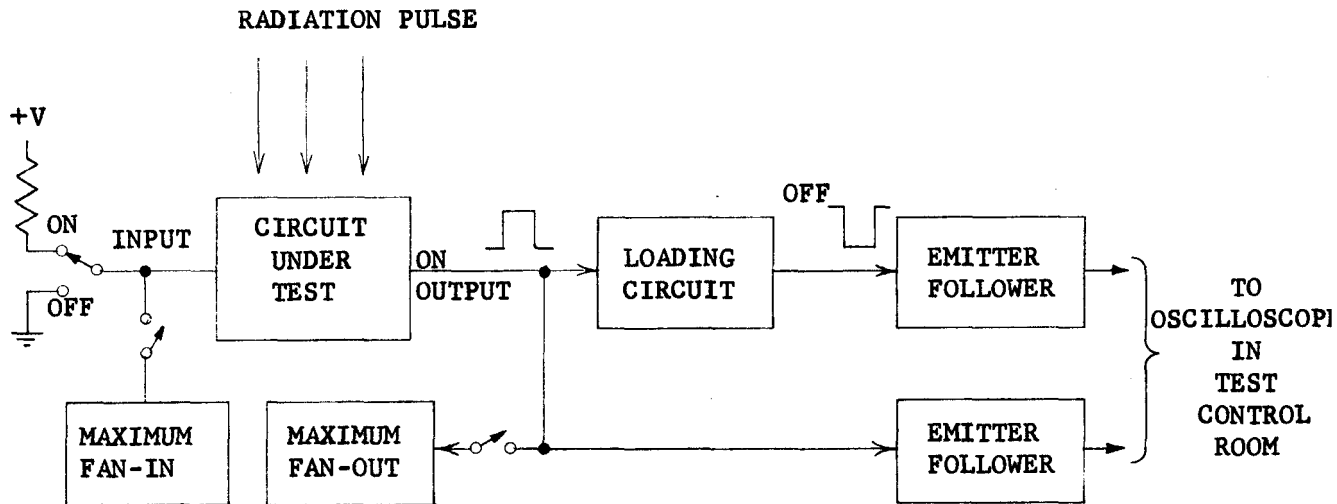 RADIATION PULSE
+V
ON
INPUT
OFF
CIRCUIT
UNDER
TEST
ON
OUTPUT
LOADING
CIRCUIT
OFF
EMITTER
FOLLOWER
MAXIMUM
FAN-IN
MAXIMUM
FAN-OUT
EMITTER
FOLLOWER
TO
OSCILLOSCOPE
IN
TEST
CONTROL
ROOM